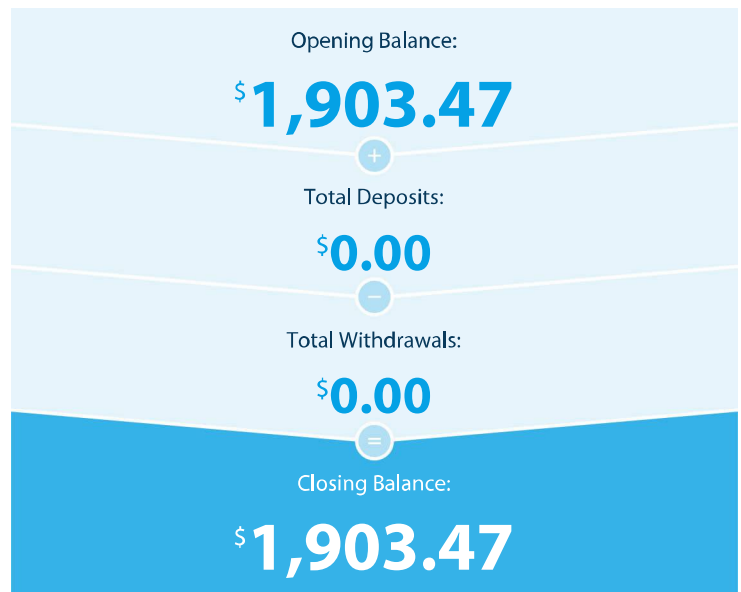 Opening Balance:
$1,903.47
+
Total Deposits:
$0.00
−
Total Withdrawals:
$0.00
=
Closing Balance:
$1,903.47